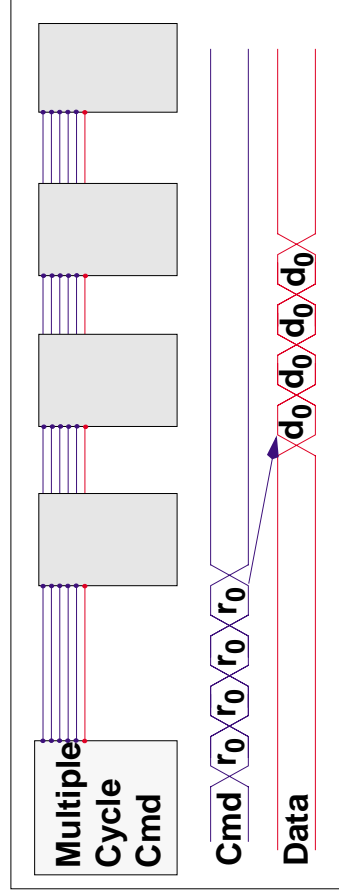 Multiple
Cycle
Cmd
Cmd r0 r0 r0 r0
Data d0 d0 d0 d0